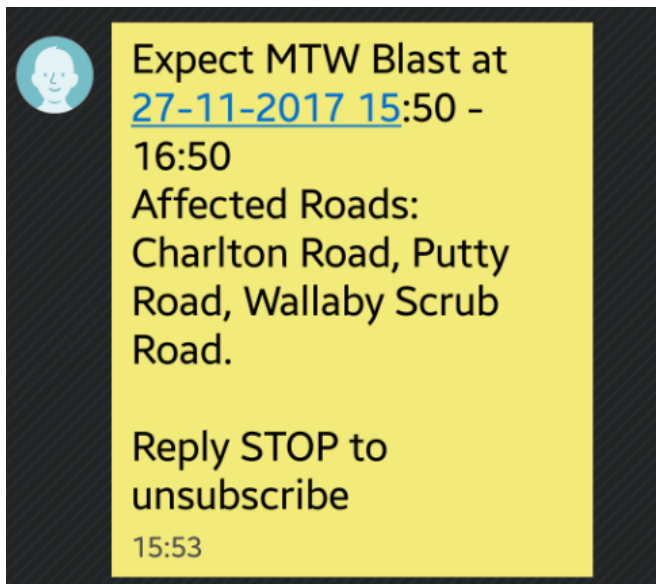 Expect MTW Blast at
27-11-2017 15:50 -
16:50
Affected Roads:
Charlton Road, Putty
Road, Wallaby Scrub
Road.

Reply STOP to
unsubscribe
15:53